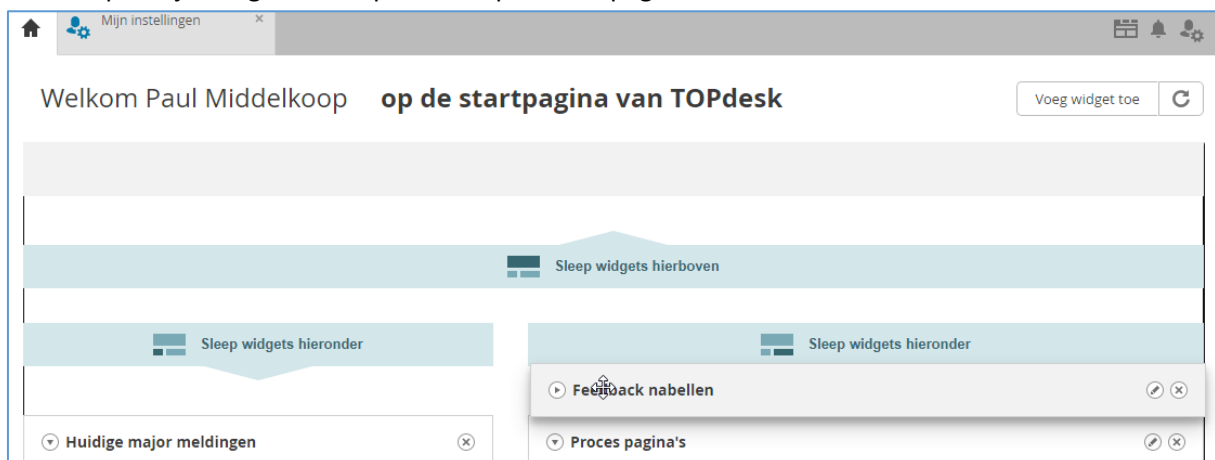 Mijn instellingen
Welkom Paul Middelkoop op de startpagina van TOPdesk
Voeg widget toe
Sleep widgets hierboven
Sleep widgets hieronder
Sleep widgets hieronder
Feedback nabellen
Huidige major meldingen
Proces pagina's